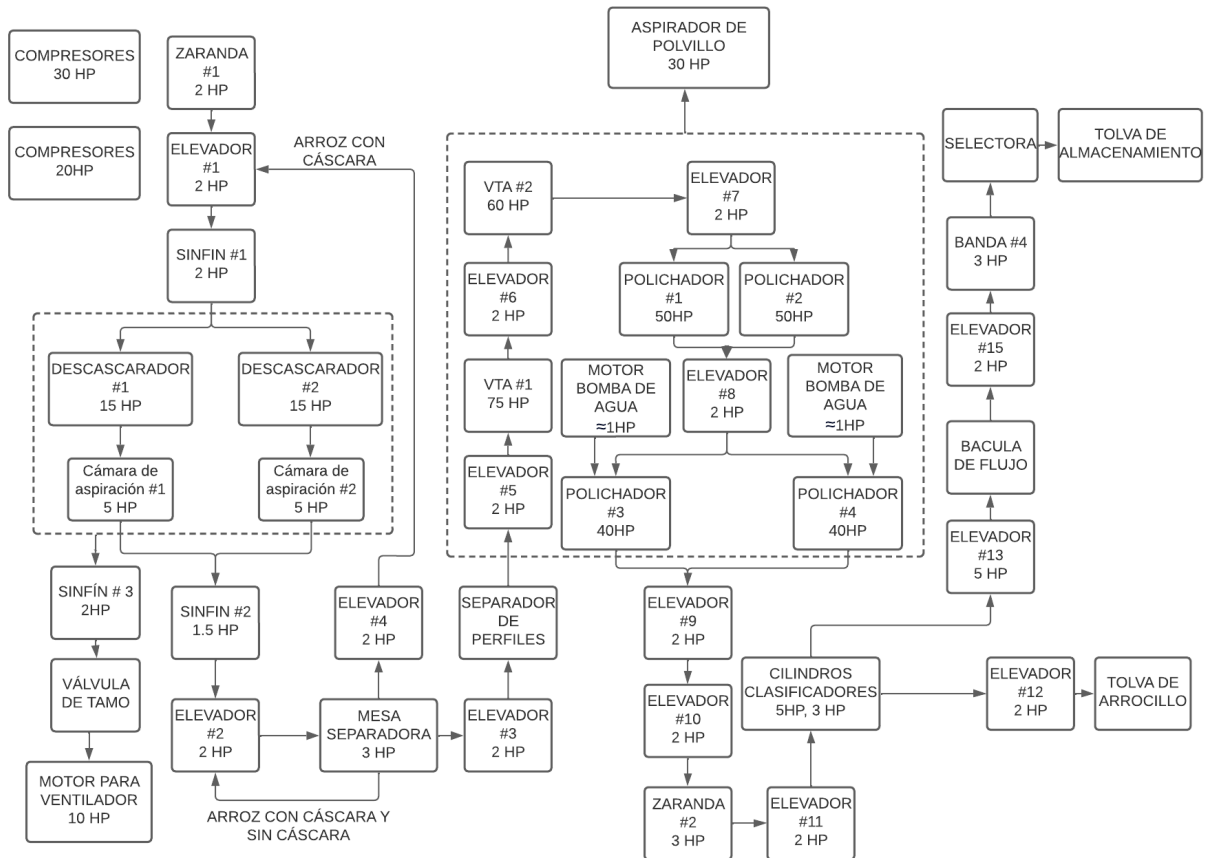 COMPRESORES
30 HP
COMPRESORES
20HP
ZARANDA
#1
2 HP
ELEVADOR
#1
2 HP
ARROZ CON
CÁSCARA
SINFIN #1
2 HP
DESCASCARADOR
#1
15 HP
DESCASCARADOR
#2
15 HP
Cámara de
aspiración #1
5 HP
Cámara de
aspiración #2
5 HP
SINFÍN # 3
2HP
VÁLVULA
DE TAMO
MOTOR PARA
VENTILADOR
10 HP
SINFIN #2
1.5 HP
ELEVADOR
#2
2 HP
MESA
SEPARADORA
3 HP
ARROZ CON CÁSCARA Y
SIN CÁSCARA
ELEVADOR
#4
2 HP
ELEVADOR
#3
2 HP
SEPARADOR
DE
PERFILES
ASPIRADOR DE
POLVILLO
30 HP
ELEVADOR
#5
2 HP
VTA #1
75 HP
ELEVADOR
#6
2 HP
VTA #2
60 HP
ELEVADOR
#7
2 HP
POLICHADOR
#1
50HP
POLICHADOR
#2
50HP
MOTOR
BOMBA DE
AGUA
≈1HP
ELEVADOR
#8
2 HP
MOTOR
BOMBA DE
AGUA
≈1HP
POLICHADOR
#3
40HP
POLICHADOR
#4
40HP
ELEVADOR
#9
2 HP
ELEVADOR
#10
2 HP
ZARANDA
#2
3 HP
ELEVADOR
#11
2 HP
CILINDROS
CLASIFICADORES
5HP, 3 HP
ELEVADOR
#12
2 HP
TOLVA DE
ARROCILLO
ELEVADOR
#13
5 HP
BACULA
DE FLUJO
ELEVADOR
#15
2 HP
BANDA #4
3 HP
SELECTORA
TOLVA DE
ALMACENAMIENTO